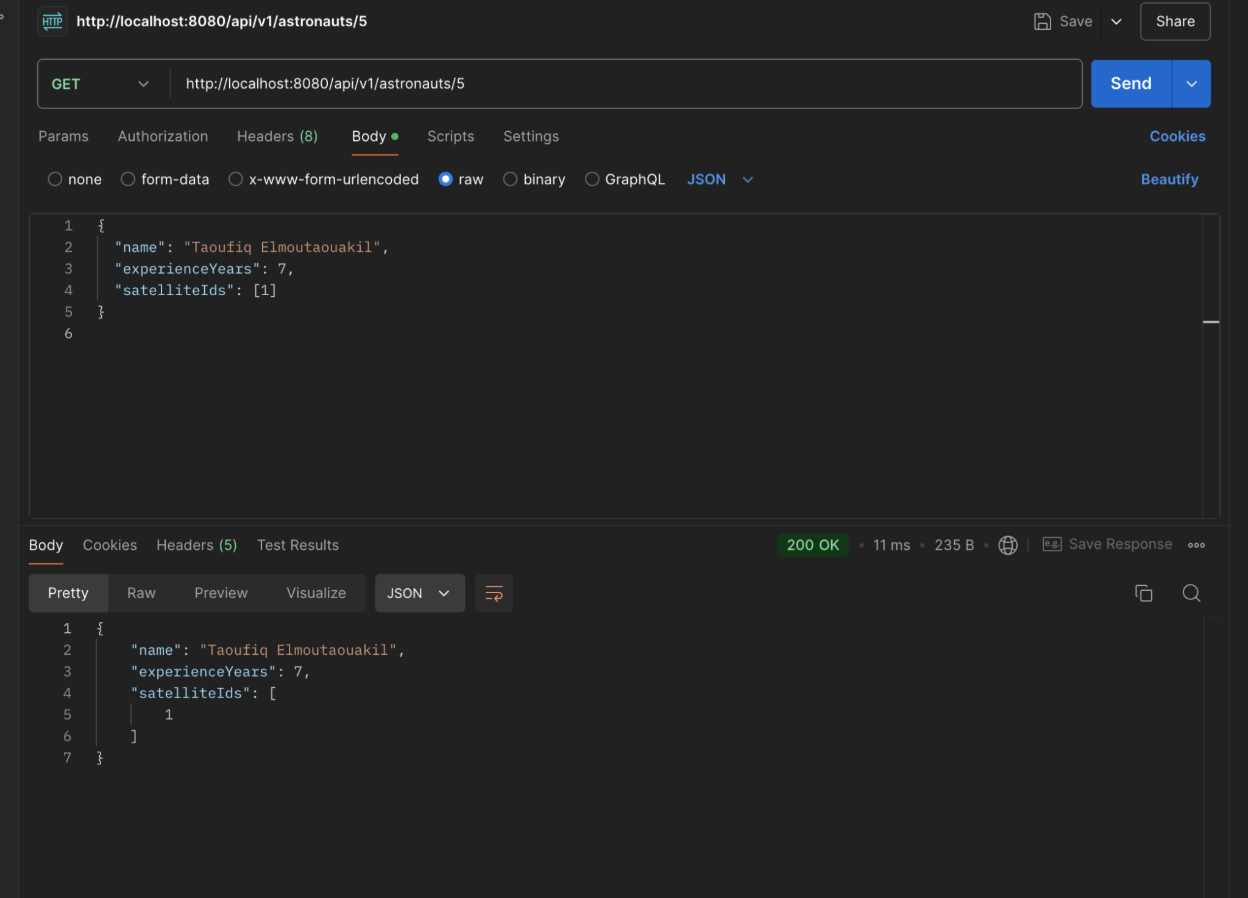 HTTP http://localhost:8080/api/v1/astronauts/5 Save Share
GET http://localhost:8080/api/v1/astronauts/5 Send
Params Authorization Headers (8) Body Scripts Settings Cookies
none form-data x-www-form-urlencoded raw binary GraphQL JSON Beautify
1 {
2 "name": "Taoufiq Elmoutaouakil",
3 "experienceYears": 7,
4 "satelliteIds": [1]
5 }
6
Body Cookies Headers (5) Test Results 200 OK • 11 ms • 235 B • e.g. Save Response
Pretty Raw Preview Visualize JSON
1 {
2 "name": "Taoufiq Elmoutaouakil",
3 "experienceYears": 7,
4 "satelliteIds": [
5 1
6 ]
7 }